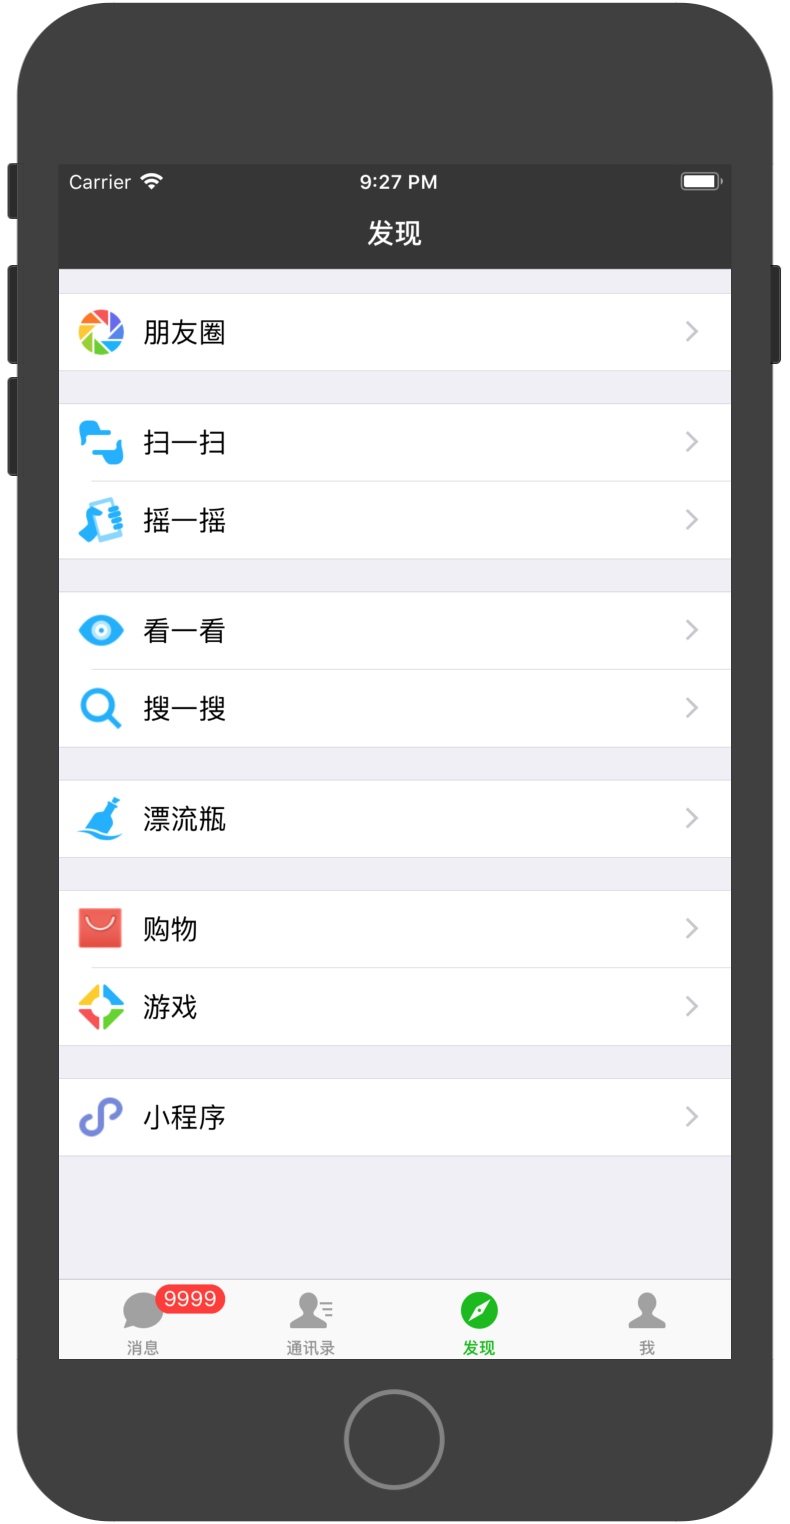 Carrier 9:27 PM
发现
朋友圈
扫一扫
摇一摇
看一看
搜一搜
漂流瓶
购物
游戏
小程序
9999
消息 通讯录 发现 我